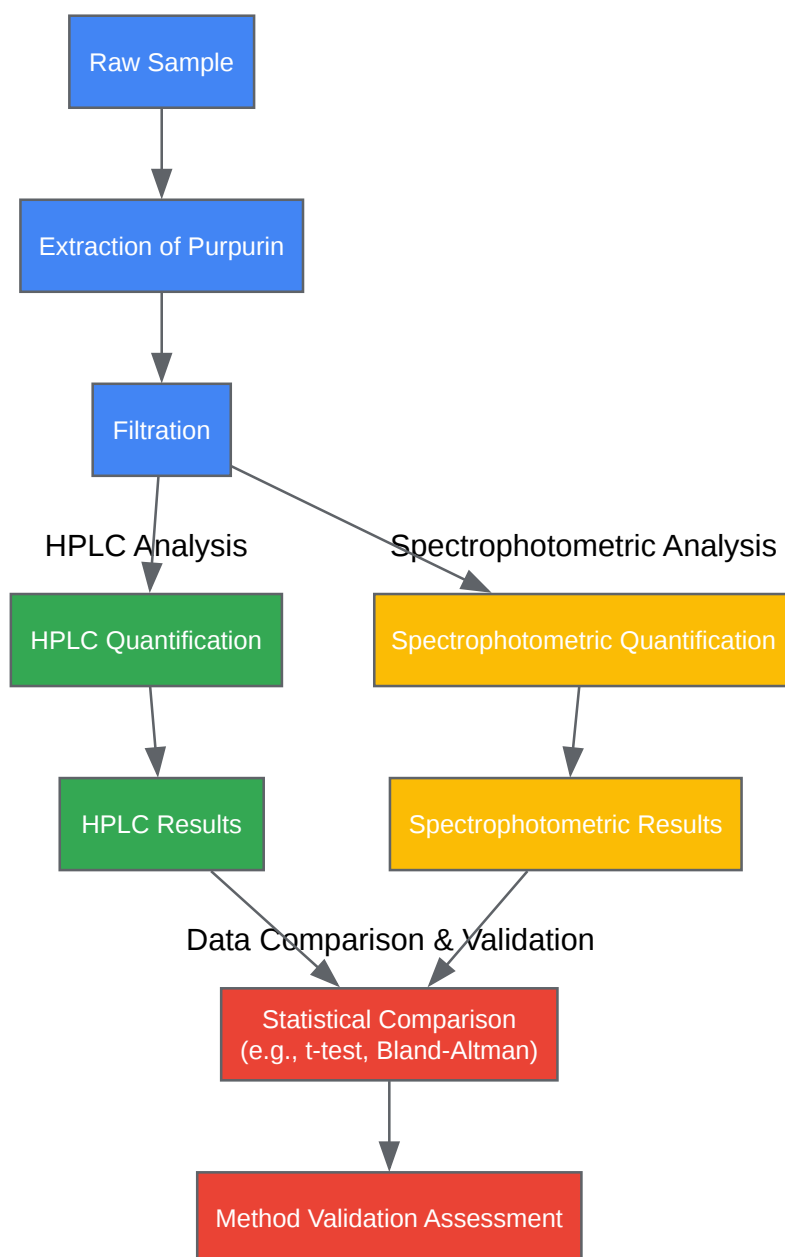 Raw Sample
Extraction of Purpurin
Filtration
HPLC Analysis
Spectrophotometric Analysis
HPLC Quantification
Spectrophotometric Quantification
HPLC Results
Spectrophotometric Results
Data Comparison & Validation
Statistical Comparison
(e.g., t-test, Bland-Altman)
Method Validation Assessment